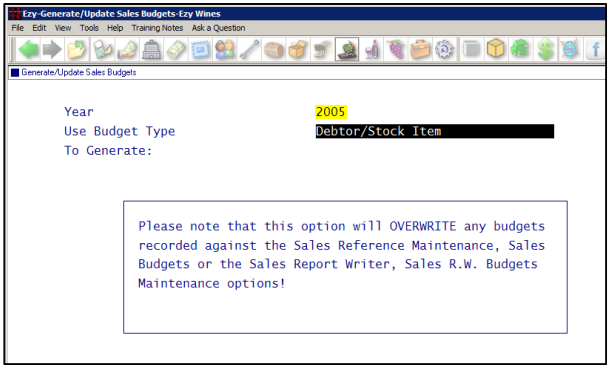 Ezy-Generate/Update Sales Budgets-Ezy Wines
File Edit View Tools Help Training Notes Ask a Question
Generate/Update Sales Budgets
Year 2005
Use Budget Type Debtor/Stock Item
To Generate:
Please note that this option will OVERWRITE any budgets
recorded against the Sales Reference Maintenance, Sales
Budgets or the Sales Report Writer, Sales R.W. Budgets
Maintenance options!